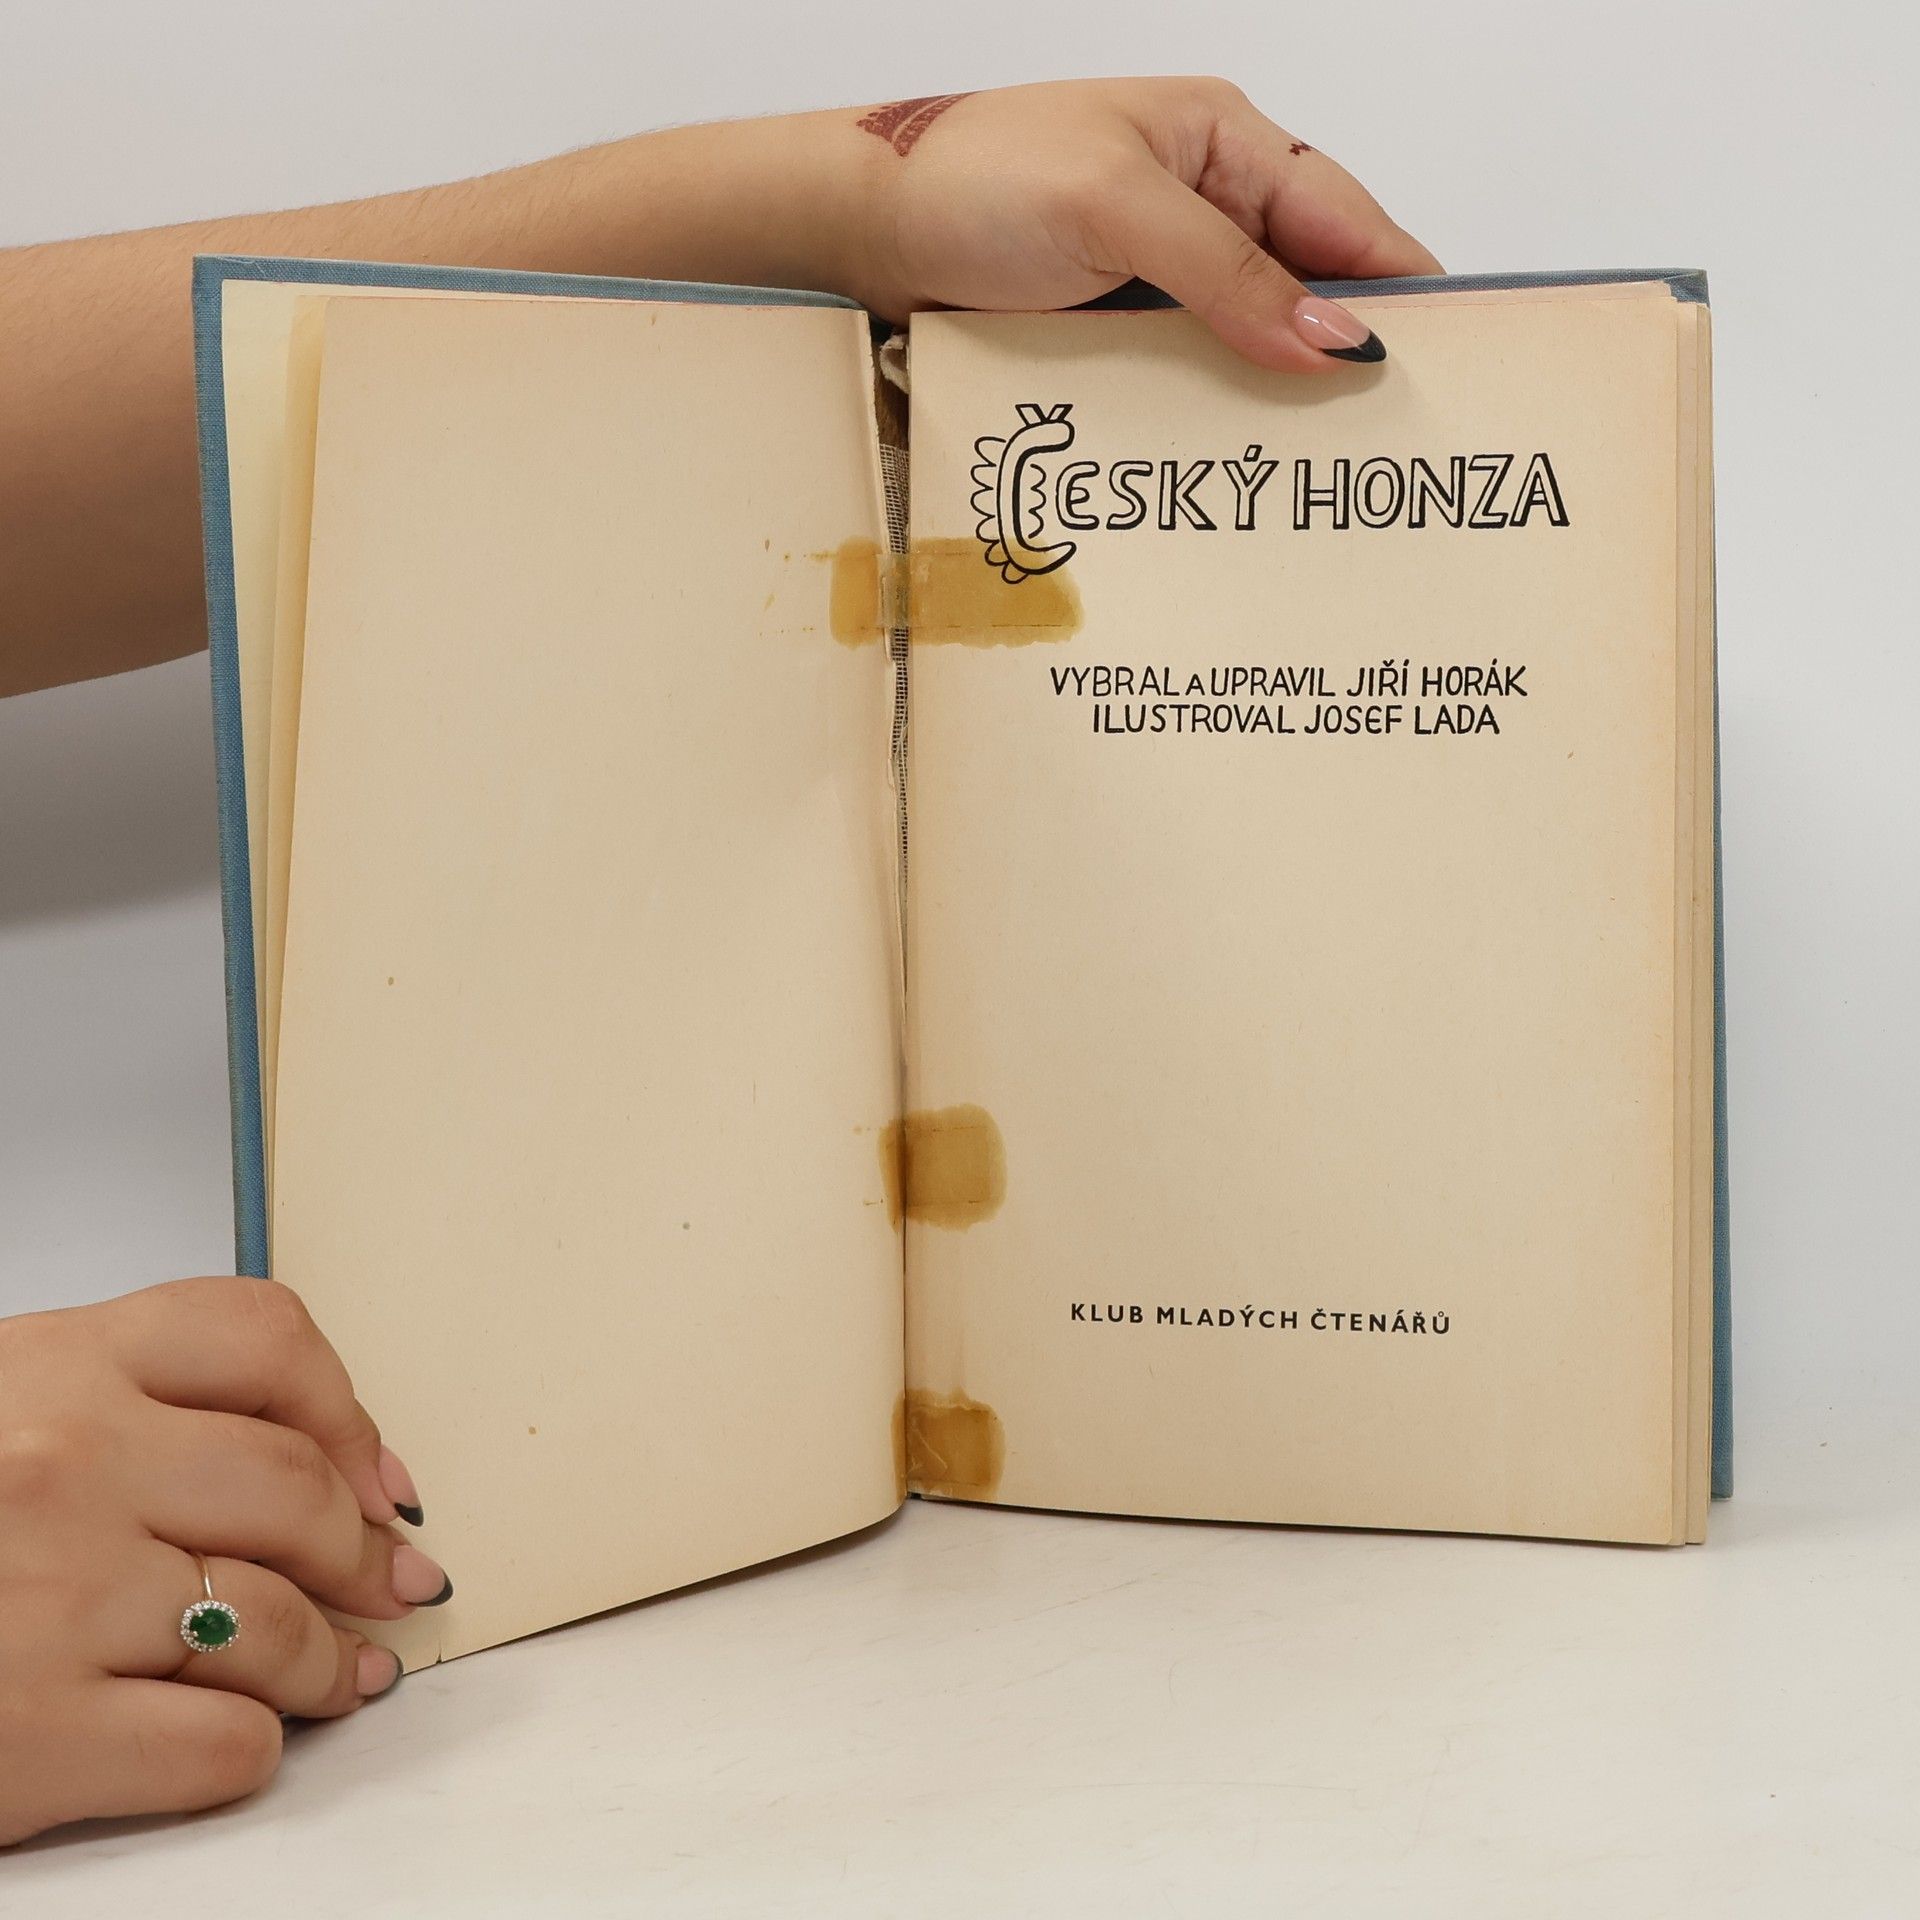 ČESKÝ HONZA
VYBRAL A UPRAVIL JIŘÍ HORÁK
ILUSTROVAL JOSEF LADA
KLUB MLADÝCH ČTENÁŘŮ